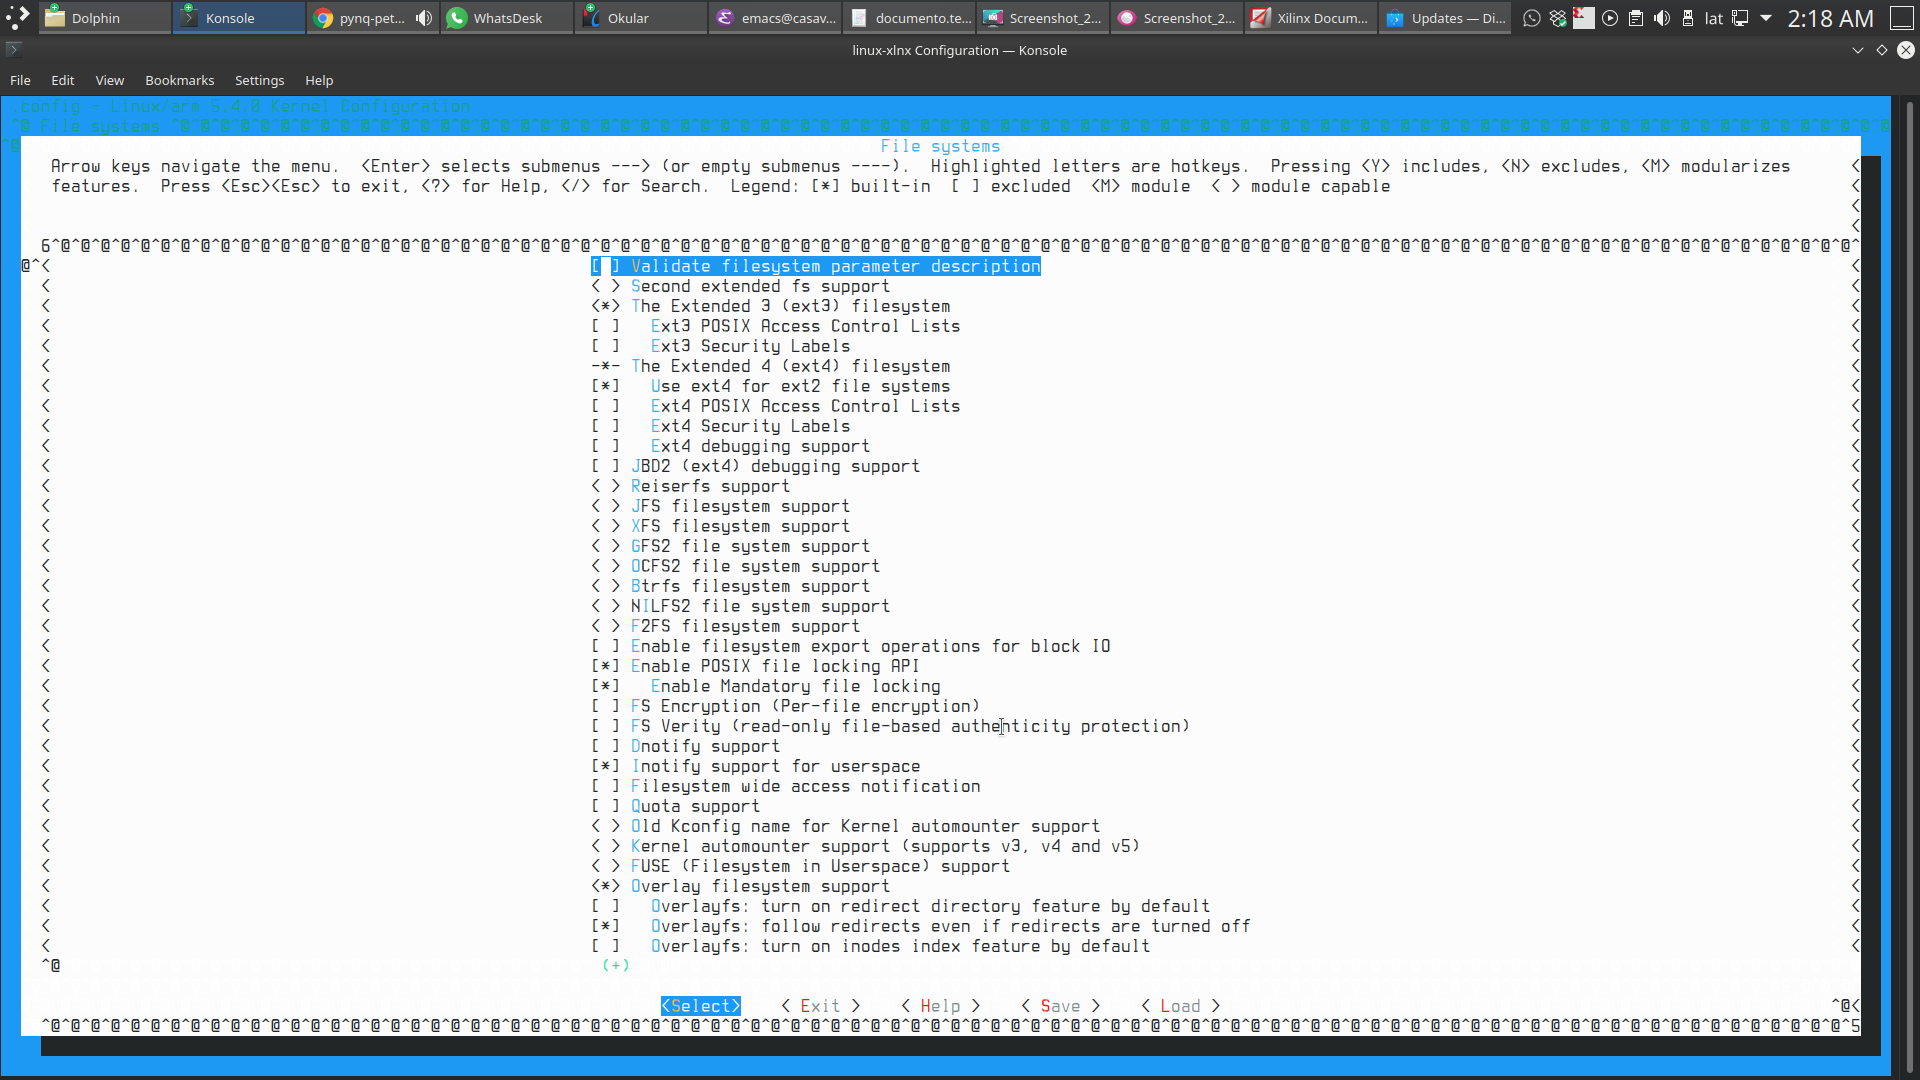 Dolphin
Konsole
pynq-pet...
WhatsDesk
Okular
emacs@casav...
documento.te...
Screenshot_2...
Screenshot_2...
Xilinx Docum...
Updates — Di...
lat
2:18 AM
linux-xlnx Configuration — Konsole
File Edit View Bookmarks Settings Help
.config - Linux/arm 5.4.0 Kernel Configuration
File systems
File systems
Arrow keys navigate the menu. <Enter> selects submenus ---> (or empty submenus ----). Highlighted letters are hotkeys. Pressing <Y> includes, <N> excludes, <M> modularizes
features. Press <Esc><Esc> to exit, <?> for Help, </> for Search. Legend: [*] built-in [ ] excluded <M> module < > module capable
[ ] Validate filesystem parameter description
< > Second extended fs support
<*> The Extended 3 (ext3) filesystem
[ ]   Ext3 POSIX Access Control Lists
[ ]   Ext3 Security Labels
-*- The Extended 4 (ext4) filesystem
[*]   Use ext4 for ext2 file systems
[ ]   Ext4 POSIX Access Control Lists
[ ]   Ext4 Security Labels
[ ]   Ext4 debugging support
[ ] JBD2 (ext4) debugging support
< > Reiserfs support
< > JFS filesystem support
< > XFS filesystem support
< > GFS2 file system support
< > OCFS2 file system support
< > Btrfs filesystem support
< > NILFS2 file system support
< > F2FS filesystem support
[ ] Enable filesystem export operations for block IO
[*] Enable POSIX file locking API
[*]   Enable Mandatory file locking
[ ] FS Encryption (Per-file encryption)
[ ] FS Verity (read-only file-based authenticity protection)
[ ] Dnotify support
[*] Inotify support for userspace
[ ] Filesystem wide access notification
[ ] Quota support
< > Old Kconfig name for Kernel automounter support
< > Kernel automounter support (supports v3, v4 and v5)
< > FUSE (Filesystem in Userspace) support
<*> Overlay filesystem support
[ ]   Overlayfs: turn on redirect directory feature by default
[*]   Overlayfs: follow redirects even if redirects are turned off
[ ]   Overlayfs: turn on inodes index feature by default
^@ (+)
<Select> < Exit > < Help > < Save > < Load >